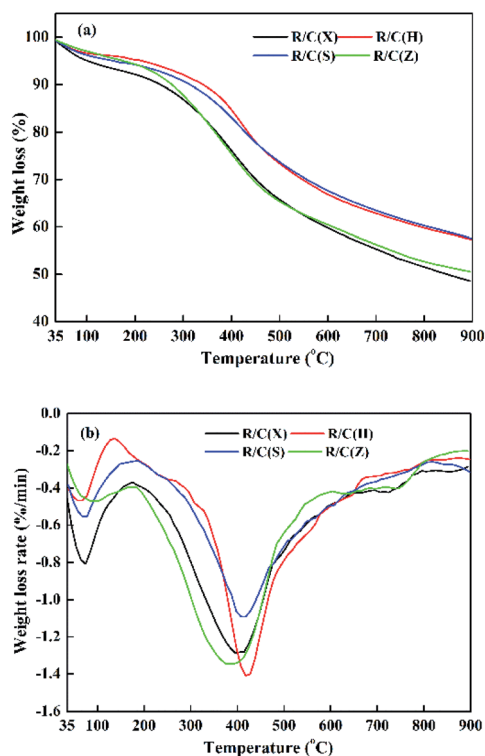 (a)
R/C(X) R/C(H)
R/C(S) R/C(Z)
Weight loss (%)
100
90
80
70
60
50
40
35 100 200 300 400 500 600 700 800 900
Temperature (°C)
(b)
R/C(X) R/C(H)
R/C(S) R/C(Z)
Weight loss rate (%/min)
0.0
-0.2
-0.4
-0.6
-0.8
-1.0
-1.2
-1.4
-1.6
35 100 200 300 400 500 600 700 800 900
Temperature (°C)